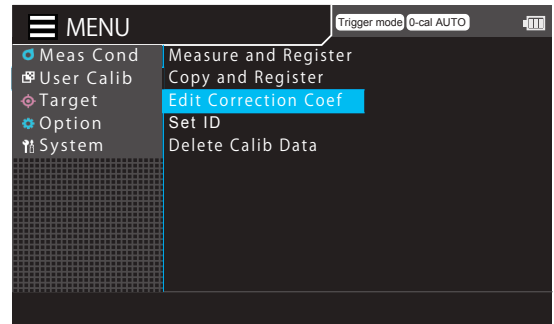 MENU
Trigger mode 0-cal AUTO
Meas Cond
User Calib
Target
Option
System
Measure and Register
Copy and Register
Edit Correction Coef
Set ID
Delete Calib Data